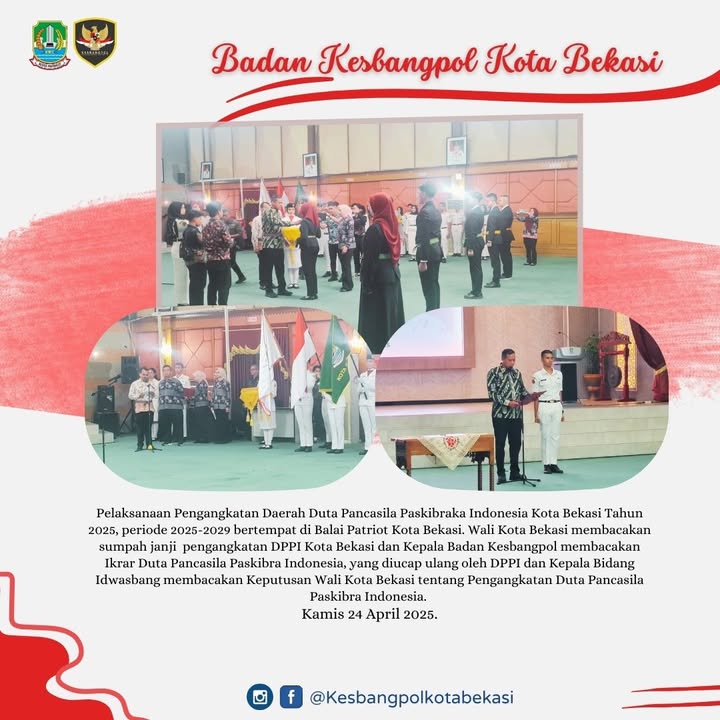 Badan Kesbangpol Kota Bekasi
KOTA
Pelaksanaan Pengangkatan Daerah Duta Pancasila Paskibraka Indonesia Kota Bekasi Tahun
2025, periode 2025-2029 bertempat di Balai Patriot Kota Bekasi. Wali Kota Bekasi membacakan
sumpah janji pengangkatan DPPI Kota Bekasi dan Kepala Badan Kesbangpol membacakan
Ikrar Duta Pancasila Paskibra Indonesia, yang diucap ulang oleh DPPI dan Kepala Bidang
Idwasbang membacakan Keputusan Wali Kota Bekasi tentang Pengangkatan Duta Pancasila
Paskibra Indonesia.
Kamis 24 April 2025.
@Kesbangpolkotabekasi